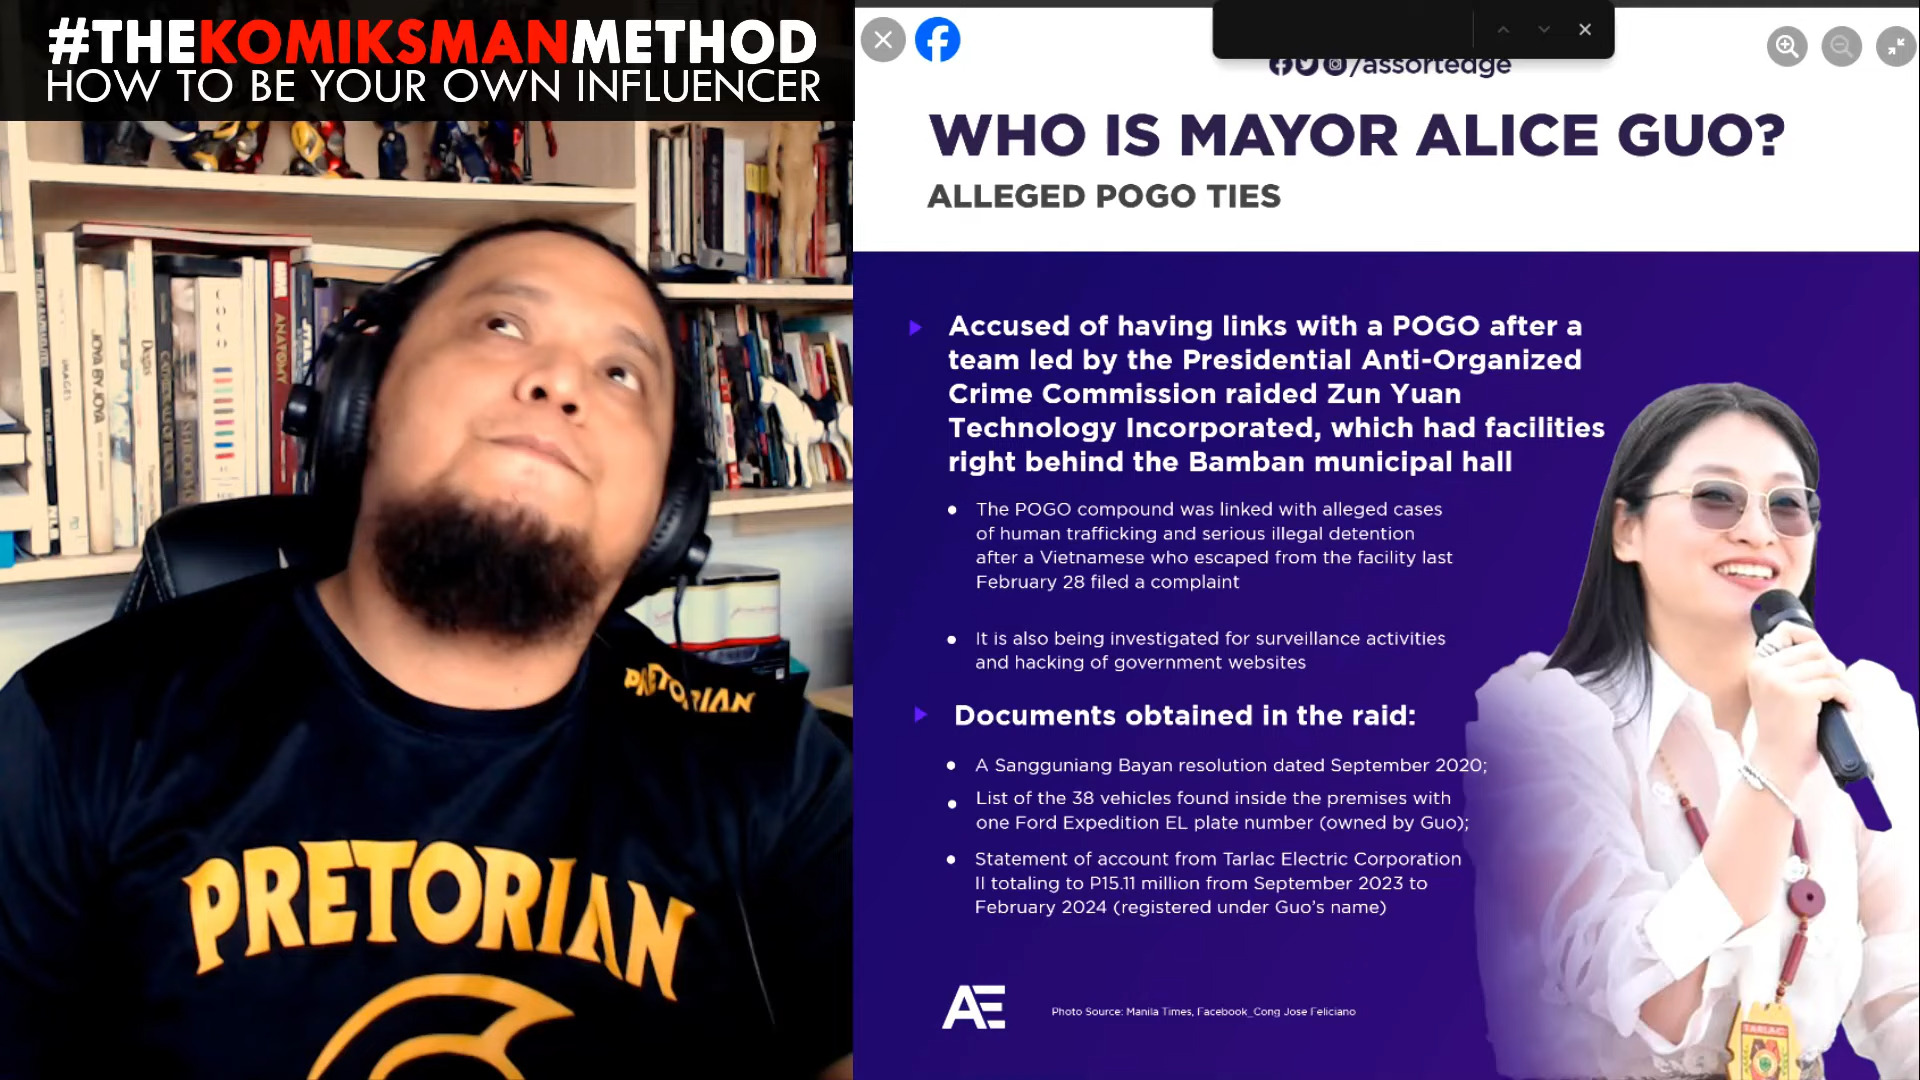 #THEKOMIKSMANMETHOD
HOW TO BE YOUR OWN INFLUENCER
/assortedge
WHO IS MAYOR ALICE GUO?
ALLEGED POGO TIES
Accused of having links with a POGO after a
team led by the Presidential Anti-Organized
Crime Commission raided Zun Yuan
Technology Incorporated, which had facilities
right behind the Bamban municipal hall
The POGO compound was linked with alleged cases
of human trafficking and serious illegal detention
after a Vietnamese who escaped from the facility last
February 28 filed a complaint
It is also being investigated for surveillance activities
and hacking of government websites
Documents obtained in the raid:
A Sangguniang Bayan resolution dated September 2020;
List of the 38 vehicles found inside the premises with
one Ford Expedition EL plate number (owned by Guo);
Statement of account from Tarlac Electric Corporation
II totaling to P15.11 million from September 2023 to
February 2024 (registered under Guo's name)
AE
Photo Source: Manila Times, Facebook_Cong Jose Feliciano
TARLAC
PRETORIAN
PRETORIAN
IMAGES
JOYA BY JOYA
Degas
ANATOMY